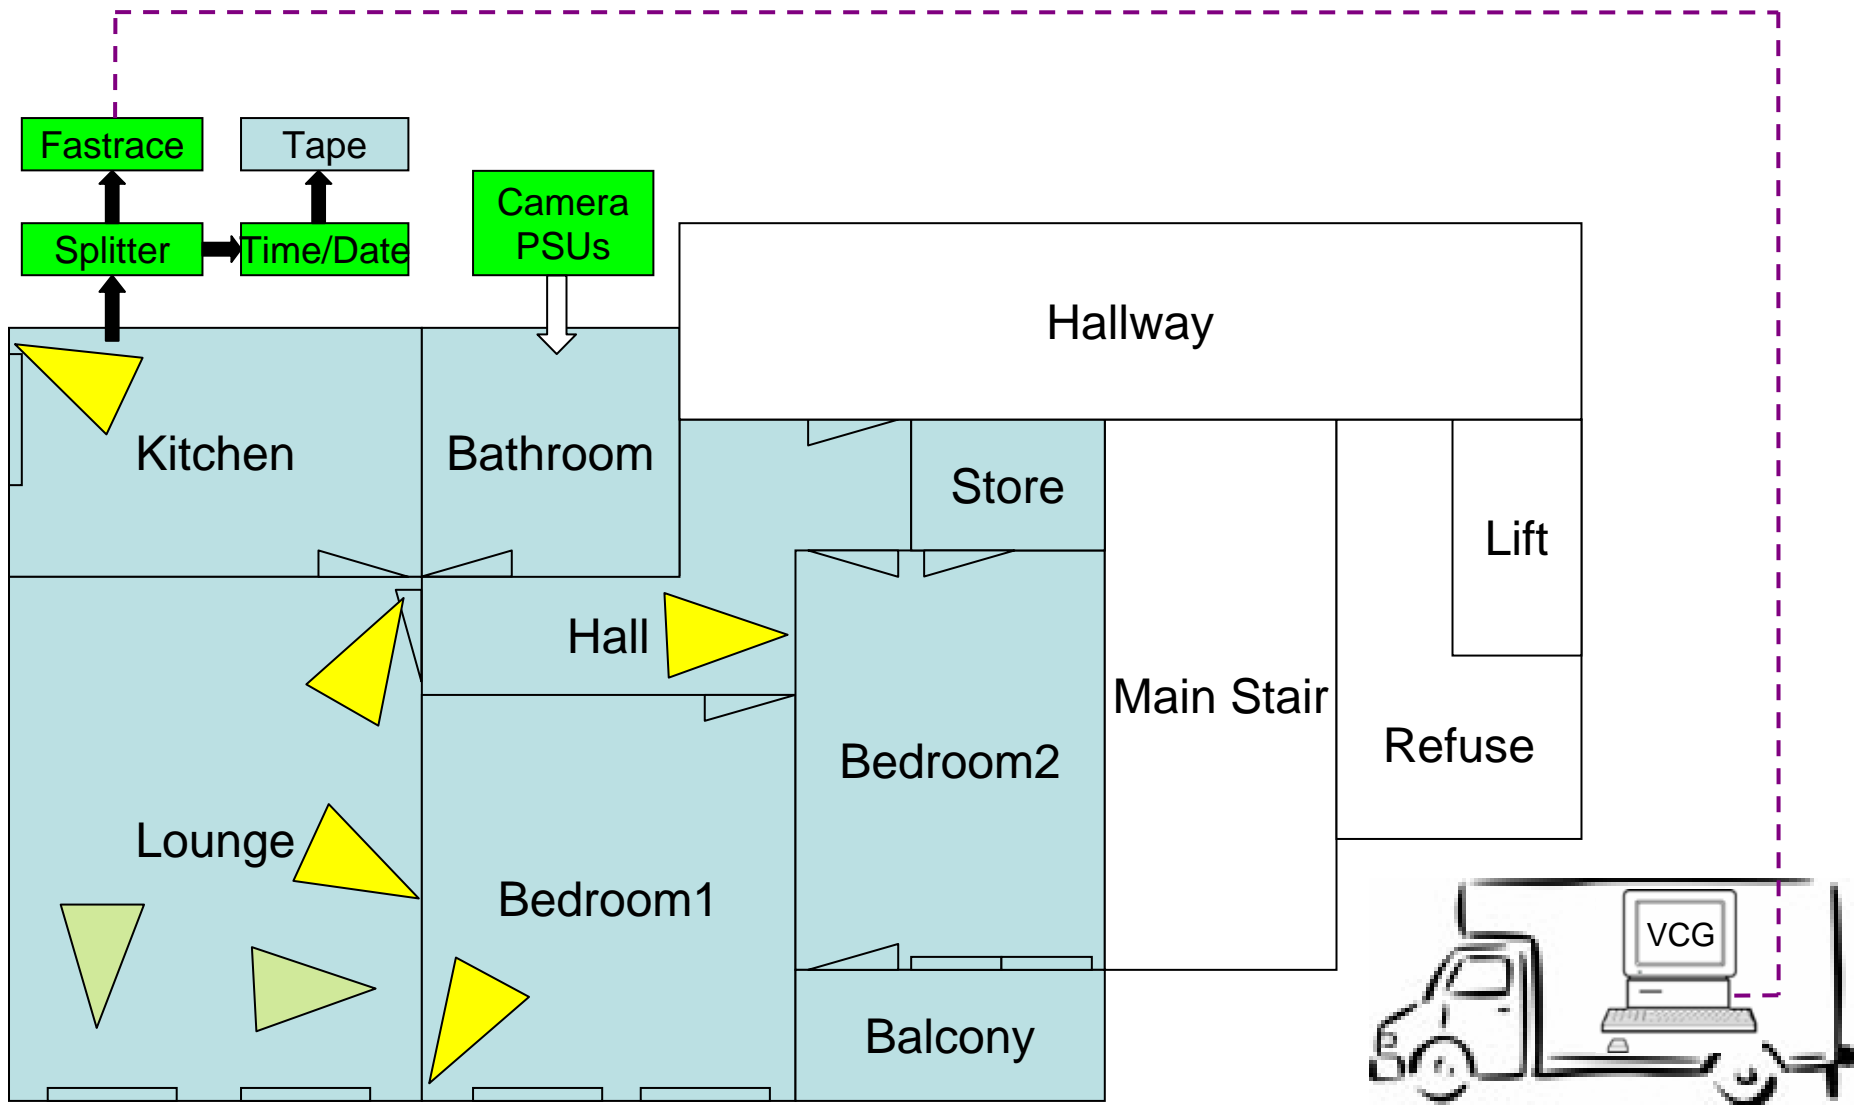 Fastrace
Tape
Camera
PSUs
Splitter
Time/Date
Hallway
Kitchen
Bathroom
Store
Lift
Hall
Main Stair
Refuse
Bedroom2
Lounge
Bedroom1
VCG
Balcony